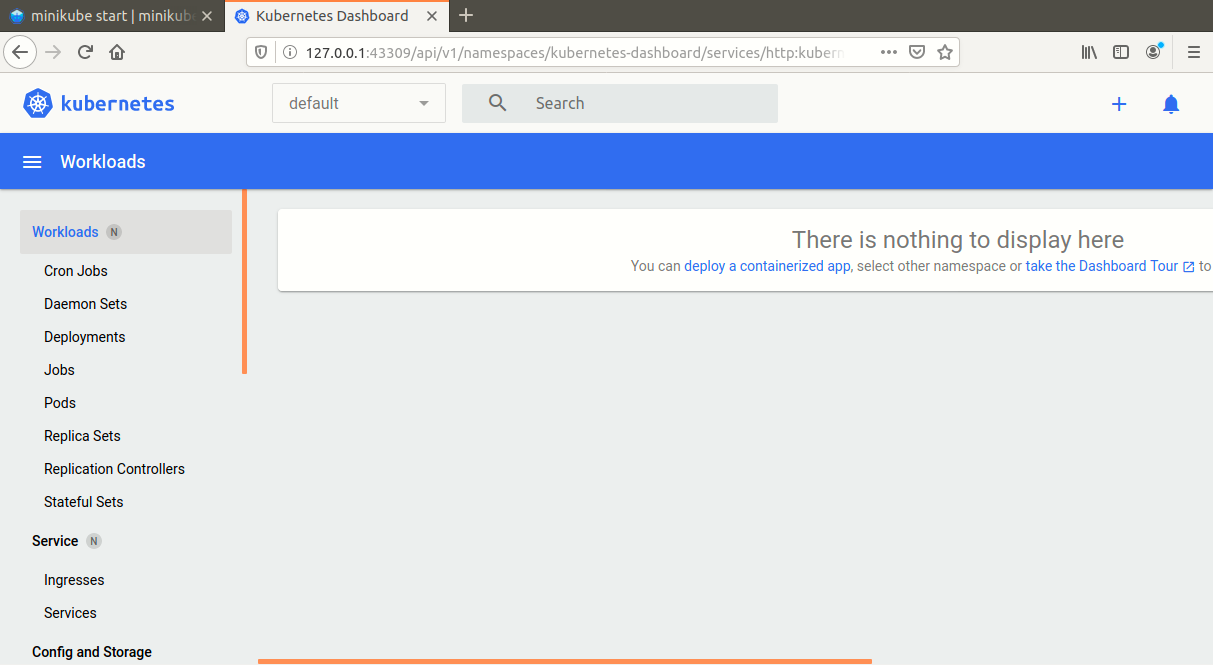 minikube start | minikub
Kubernetes Dashboard
127.0.0.1:43309/api/v1/namespaces/kubernetes-dashboard/services/http:kubern
kubernetes
default
Search
Workloads
Workloads N
There is nothing to display here
You can deploy a containerized app, select other namespace or take the Dashboard Tour to
Cron Jobs
Daemon Sets
Deployments
Jobs
Pods
Replica Sets
Replication Controllers
Stateful Sets
Service N
Ingresses
Services
Config and Storage